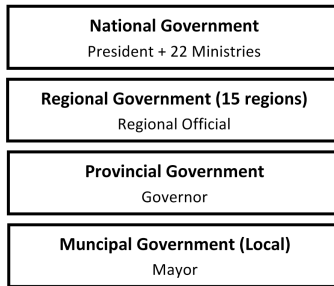 National Government
President + 22 Ministries
Regional Government (15 regions)
Regional Official
Provincial Government
Governor
Muncipal Government (Local)
Mayor